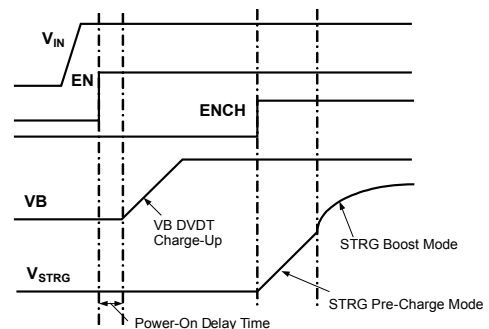 VIN
EN
ENCH
VB
VB DVDT
Charge-Up
STRG Boost Mode
VSTRG
STRG Pre-Charge Mode
Power-On Delay Time